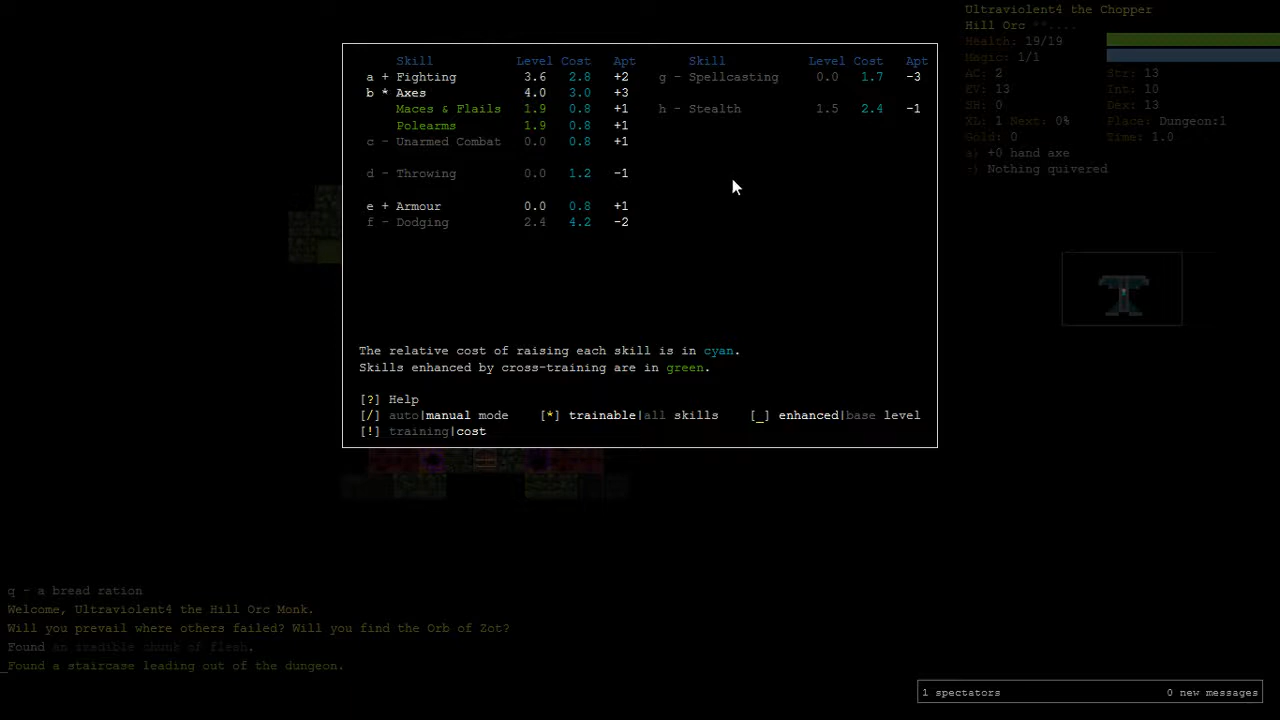 Ultraviolent4 the Chopper
Hill Orc **....
Health: 19/19
Magic: 1/1
AC: 2 Str: 13
EV: 13 Int: 10
SH: 0 Dex: 13
XL: 1 Next: 0% Place: Dungeon:1
Gold: 0 Time: 1.0
a) +0 hand axe
-) Nothing quivered
Skill Level Cost Apt Skill Level Cost Apt
a + Fighting 3.6 2.8 +2 g - Spellcasting 0.0 1.7 -3
b * Axes 4.0 3.0 +3
Maces & Flails 1.9 0.8 +1 h - Stealth 1.5 2.4 -1
Polearms 1.9 0.8 +1
c - Unarmed Combat 0.0 0.8 +1
d - Throwing 0.0 1.2 -1
e + Armour 0.0 0.8 +1
f - Dodging 2.4 4.2 -2
The relative cost of raising each skill is in cyan.
Skills enhanced by cross-training are in green.
[?] Help
[/] auto|manual mode [*] trainable|all skills [_] enhanced|base level
[!] training|cost
q - a bread ration
Welcome, Ultraviolent4 the Hill Orc Monk.
Will you prevail where others failed? Will you find the Orb of Zot?
Found an chunk of flesh.
_Found a staircase leading out of the dungeon.
1 spectators 0 new messages